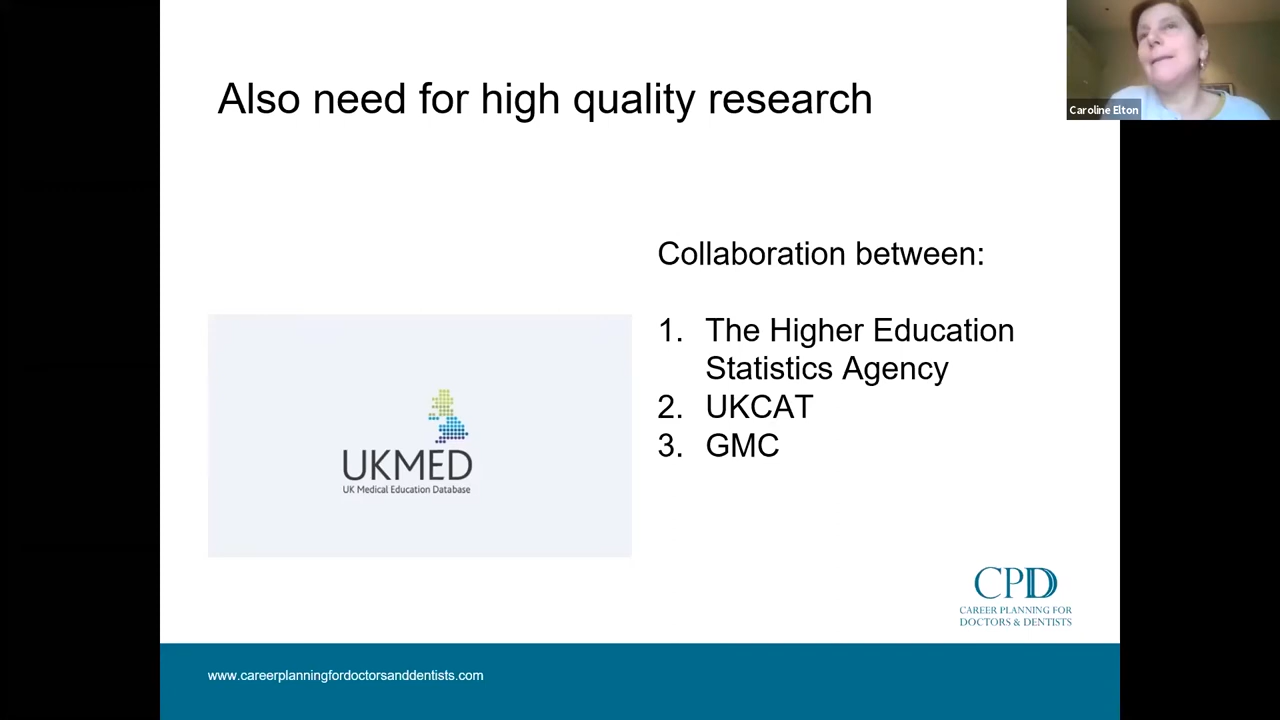 Also need for high quality research
Caroline Elton
Collaboration between:
1. The Higher Education
Statistics Agency
2. UKCAT
3. GMC
UKMED
UK Medical Education Database
CPD
CAREER PLANNING FOR
DOCTORS & DENTISTS
www.careerplanningfordoctorsanddentists.com